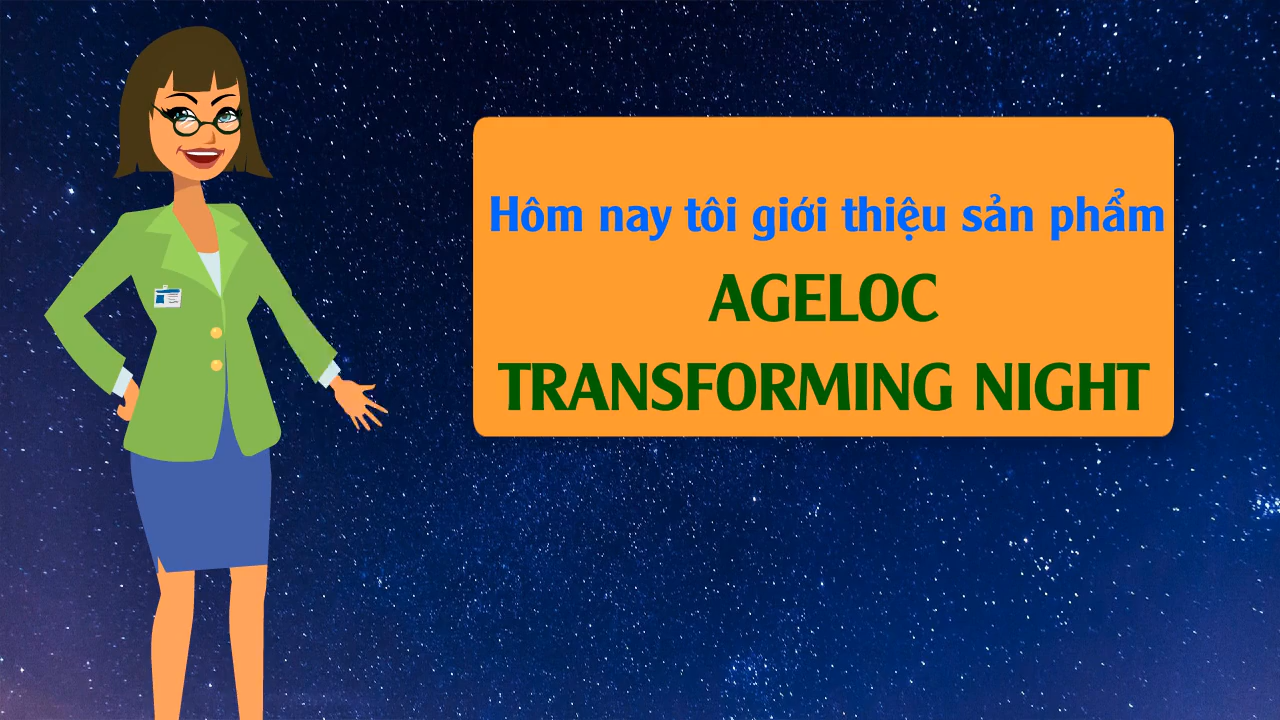 Hôm nay tôi giới thiệu sản phẩm
AGELOC
TRANSFORMING NIGHT